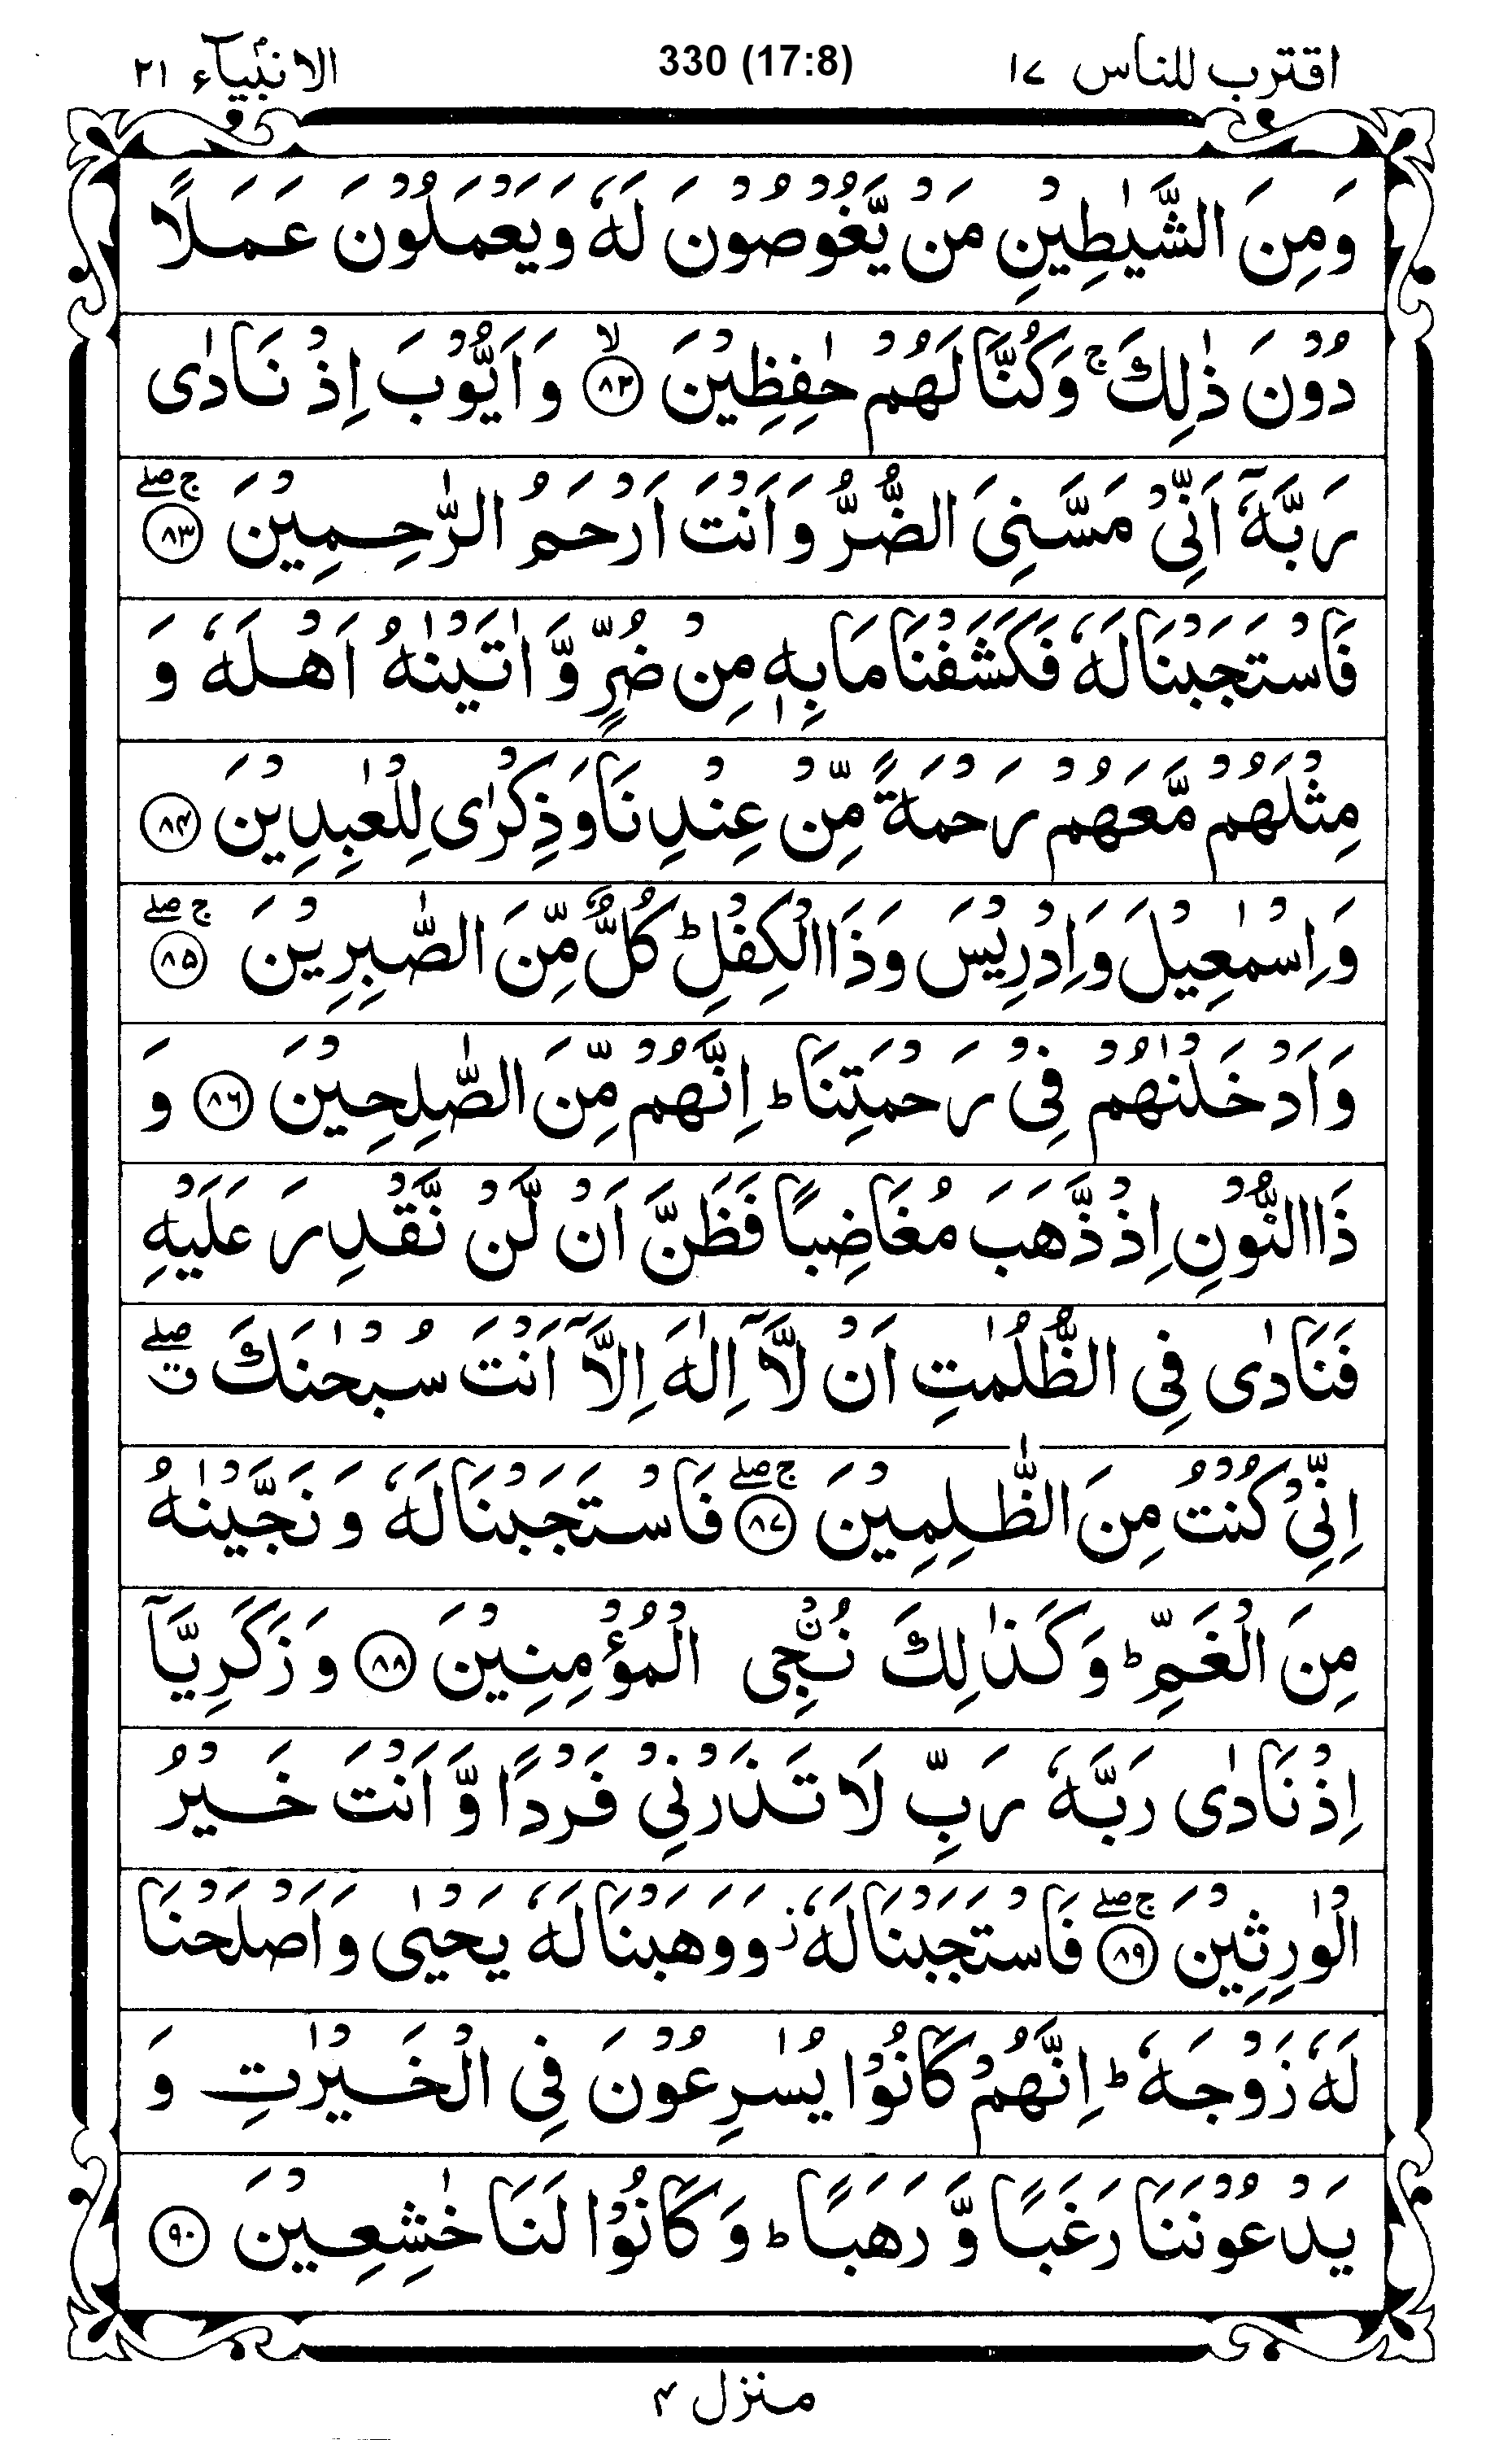 اقترب للناس ١٧ 330 (17:8) الانبیآء ٢١
وَمِنَ الشَّيٰطِيْنِ مَنْ يَّغُوْصُوْنَ لَهٗ وَيَعْمَلُوْنَ عَمَلًا
دُوْنَ ذٰلِكَ ۚ وَكُنَّا لَهُمْ حٰفِظِيْنَ ۙ ﴿٨٢﴾ وَاَيُّوْبَ اِذْ نَادٰى
رَبَّهٗۤ اَنِّيْ مَسَّنِيَ الضُّرُّ وَاَنْتَ اَرْحَمُ الرّٰحِمِيْنَ ۚۖ ﴿٨٣﴾
فَاسْتَجَبْنَا لَهٗ فَكَشَفْنَا مَا بِهٖ مِنْ ضُرٍّ وَّاٰتَيْنٰهُ اَهْلَهٗ وَ
مِثْلَهُمْ مَّعَهُمْ رَحْمَةً مِّنْ عِنْدِنَا وَذِكْرٰى لِلْعٰبِدِيْنَ ﴿٨٤﴾
وَاِسْمٰعِيْلَ وَاِدْرِيْسَ وَذَا الْكِفْلِ ؕ كُلٌّ مِّنَ الصّٰبِرِيْنَ ۚۖ ﴿٨٥﴾
وَاَدْخَلْنٰهُمْ فِيْ رَحْمَتِنَا ؕ اِنَّهُمْ مِّنَ الصّٰلِحِيْنَ ﴿٨٦﴾ وَ
ذَا النُّوْنِ اِذْ ذَّهَبَ مُغَاضِبًا فَظَنَّ اَنْ لَّنْ نَّقْدِرَ عَلَيْهِ
فَنَادٰى فِي الظُّلُمٰتِ اَنْ لَّاۤ اِلٰهَ اِلَّاۤ اَنْتَ سُبْحٰنَكَ ۖق
اِنِّيْ كُنْتُ مِنَ الظّٰلِمِيْنَ ۚۖ ﴿٨٧﴾ فَاسْتَجَبْنَا لَهٗ وَنَجَّيْنٰهُ
مِنَ الْغَمِّ ؕ وَكَذٰلِكَ نُـْۨجِي الْمُؤْمِنِيْنَ ﴿٨٨﴾ وَزَكَرِيَّاۤ
اِذْ نَادٰى رَبَّهٗ رَبِّ لَا تَذَرْنِيْ فَرْدًا وَّاَنْتَ خَيْرُ
الْوٰرِثِيْنَ ۚۖ ﴿٨٩﴾ فَاسْتَجَبْنَا لَهٗ ز وَوَهَبْنَا لَهٗ يَحْيٰى وَاَصْلَحْنَا
لَهٗ زَوْجَهٗ ؕ اِنَّهُمْ كَانُوْا يُسٰرِعُوْنَ فِي الْخَيْرٰتِ وَ
يَدْعُوْنَنَا رَغَبًا وَّرَهَبًا ؕ وَكَانُوْا لَنَا خٰشِعِيْنَ ﴿٩٠﴾
منزل ۴